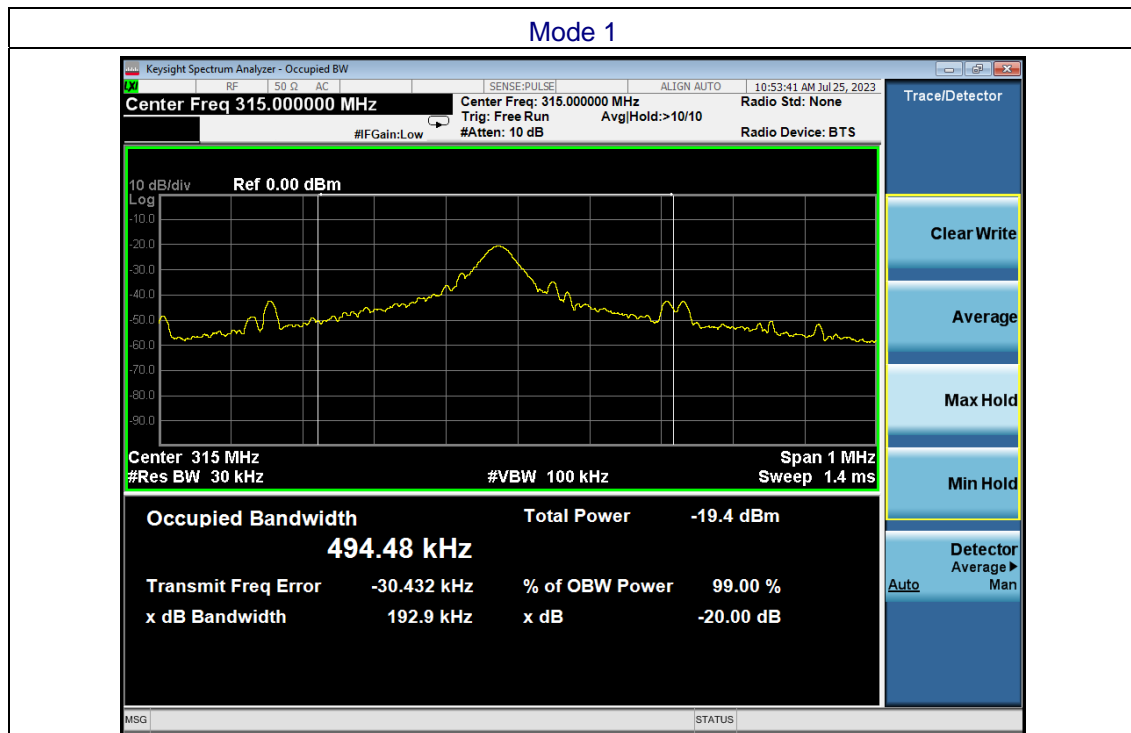 Mode 1
Keysight Spectrum Analyzer - Occupied BW
LXI RF 50 Ω AC SENSE:PULSE ALIGN AUTO 10:53:41 AM Jul 25, 2023
Center Freq 315.000000 MHz
Center Freq: 315.000000 MHz Radio Std: None
Trig: Free Run Avg|Hold:>10/10
#IFGain:Low #Atten: 10 dB Radio Device: BTS
Trace/Detector
10 dB/div Ref 0.00 dBm
Log
-10.0
-20.0
-30.0
-40.0
-50.0
-60.0
-70.0
-80.0
-90.0
Center 315 MHz Span 1 MHz
#Res BW 30 kHz #VBW 100 kHz Sweep 1.4 ms
Clear Write
Average
Max Hold
Min Hold
Detector
Average
Auto Man
Occupied Bandwidth Total Power -19.4 dBm
494.48 kHz
Transmit Freq Error -30.432 kHz % of OBW Power 99.00 %
x dB Bandwidth 192.9 kHz x dB -20.00 dB
MSG STATUS